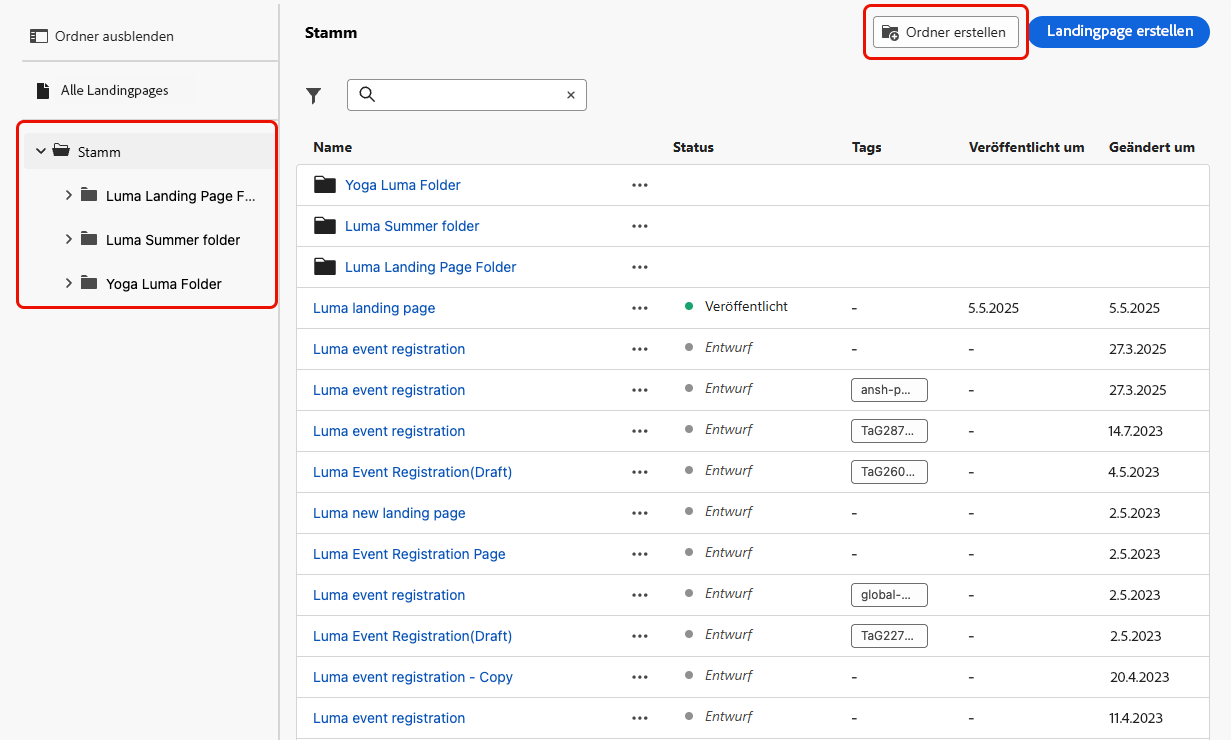 Ordner ausblenden
Alle Landingpages
Stamm
Luma Landing Page F...
Luma Summer folder
Yoga Luma Folder
Stamm
Ordner erstellen
Landingpage erstellen
Name Status Tags Veröffentlicht um Geändert um
Yoga Luma Folder
Luma Summer folder
Luma Landing Page Folder
Luma landing page Veröffentlicht - 5.5.2025 5.5.2025
Luma event registration Entwurf - - 27.3.2025
Luma event registration Entwurf ansh-p... - 27.3.2025
Luma event registration Entwurf TaG287... - 14.7.2023
Luma Event Registration(Draft) Entwurf TaG260... - 4.5.2023
Luma new landing page Entwurf - - 2.5.2023
Luma Event Registration Page Entwurf - - 2.5.2023
Luma event registration Entwurf global-... - 2.5.2023
Luma Event Registration(Draft) Entwurf TaG227... - 2.5.2023
Luma event registration - Copy Entwurf - - 20.4.2023
Luma event registration Entwurf - - 11.4.2023